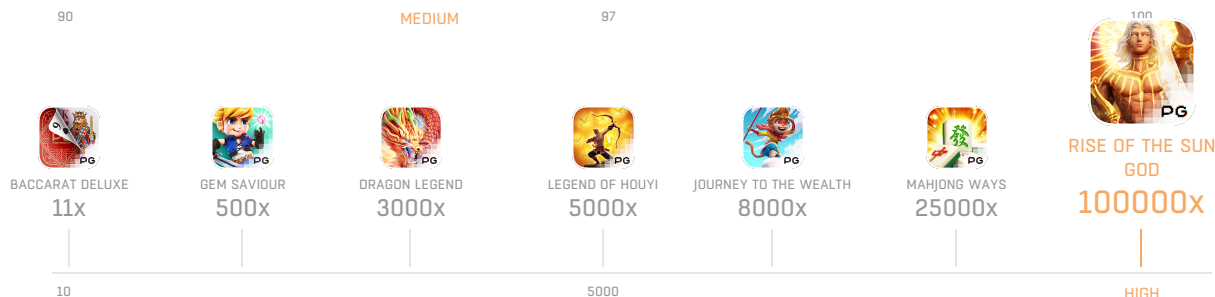 90
MEDIUM
97
100
PG
PG
PG
PG
PG
PG
發
PG
BACCARAT DELUXE
GEM SAVIOUR
DRAGON LEGEND
LEGEND OF HOUYI
JOURNEY TO THE WEALTH
MAHJONG WAYS
RISE OF THE SUN
GOD
11x
500x
3000x
5000x
8000x
25000x
100000x
10
5000
HIGH